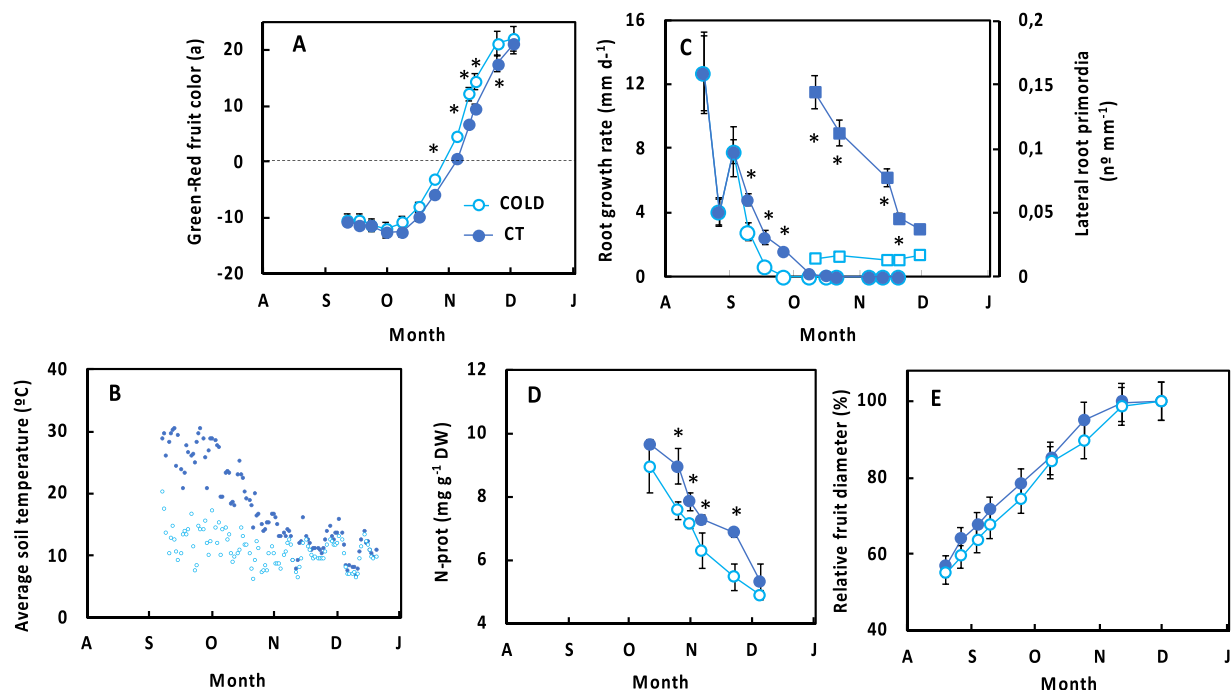 A
Green-Red fruit color (a)
20
10
0
-10
-20
*
*
*
*
*
*
COLD
CT
A S O N D J
Month
C
Root growth rate (mm d-1)
16
12
8
4
0
*
*
*
*
*
*
*
0,2
0,15
0,1
0,05
0
Lateral root primordia
(nº mm-1)
A S O N D J
Month
B
Average soil temperature (ºC)
40
30
20
10
0
A S O N D J
Month
D
N-prot (mg g-1 DW)
12
10
8
6
4
*
*
*
*
A S O N D J
Month
E
Relative fruit diameter (%)
100
80
60
40
A S O N D J
Month